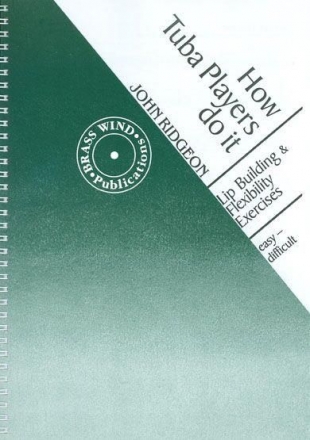 How
Tuba Players
do it
JOHN RIDGEON
Lip Building &
Flexibility
Exercises
easy –
difficult
•BRASS WIND•
Publications